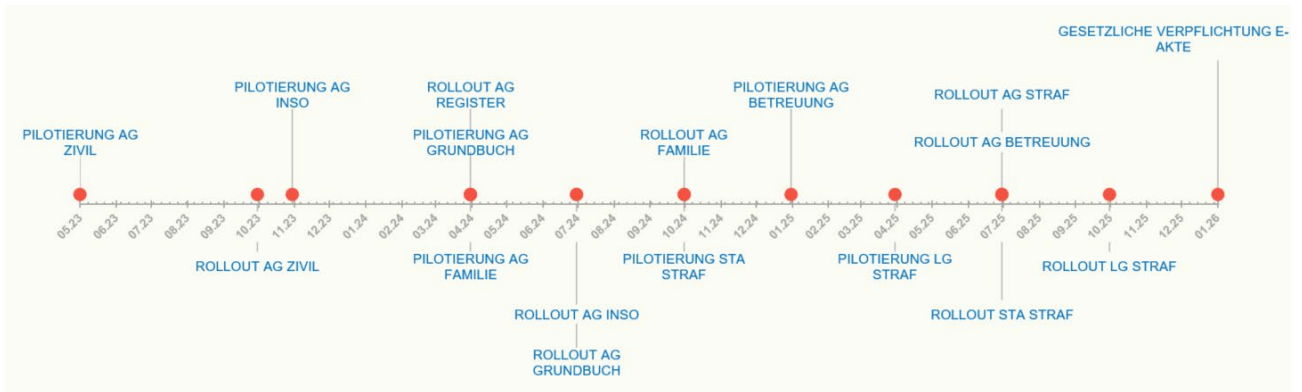 GESETZLICHE VERPFLICHTUNG E-
AKTE
PILOTIERUNG AG
INSO
ROLLOUT AG
REGISTER
PILOTIERUNG AG
BETREUUNG
ROLLOUT AG STRAF
PILOTIERUNG AG
ZIVIL
PILOTIERUNG AG
GRUNDBUCH
ROLLOUT AG
FAMILIE
ROLLOUT AG BETREUUNG
05.23
06.23
07.23
08.23
09.23
10.23
11.23
12.23
01.24
02.24
03.24
04.24
05.24
06.24
07.24
08.24
09.24
10.24
11.24
12.24
01.25
02.25
03.25
04.25
05.25
06.25
07.25
08.25
09.25
10.25
11.25
12.25
01.26
ROLLOUT AG ZIVIL
PILOTIERUNG AG
FAMILIE
PILOTIERUNG STA
STRAF
PILOTIERUNG LG
STRAF
ROLLOUT LG STRAF
ROLLOUT AG INSO
ROLLOUT STA STRAF
ROLLOUT AG
GRUNDBUCH